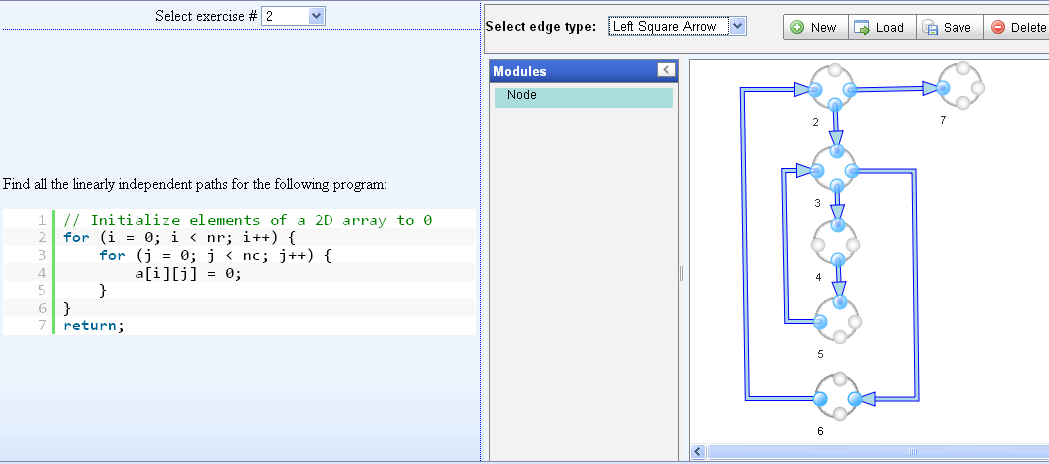 Select exercise # 2
Find all the linearly independent paths for the following program:
1 // Initialize elements of a 2D array to 0
2 for (i = 0; i < nr; i++) {
3 for (j = 0; j < nc; j++) {
4 a[i][j] = 0;
5 }
6 }
7 return;
Select edge type: Left Square Arrow
New Load Save Delete
Modules
Node
2
7
3
4
5
6